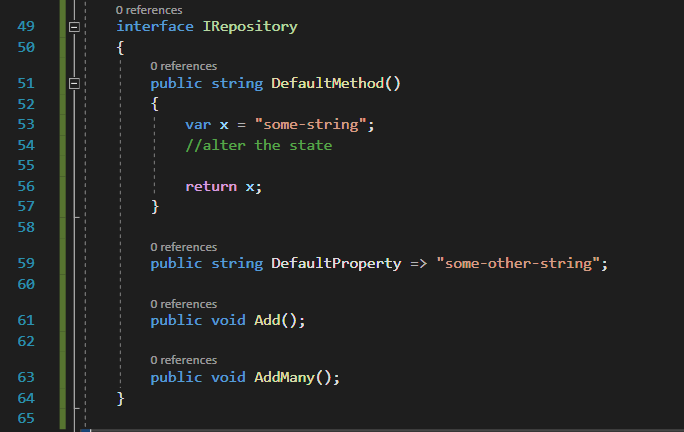 0 references
49 interface IRepository
50 {
0 references
51 public string DefaultMethod()
52 {
53 var x = "some-string";
54 //alter the state
55
56 return x;
57 }
58
0 references
59 public string DefaultProperty => "some-other-string";
60
0 references
61 public void Add();
62
0 references
63 public void AddMany();
64 }
65